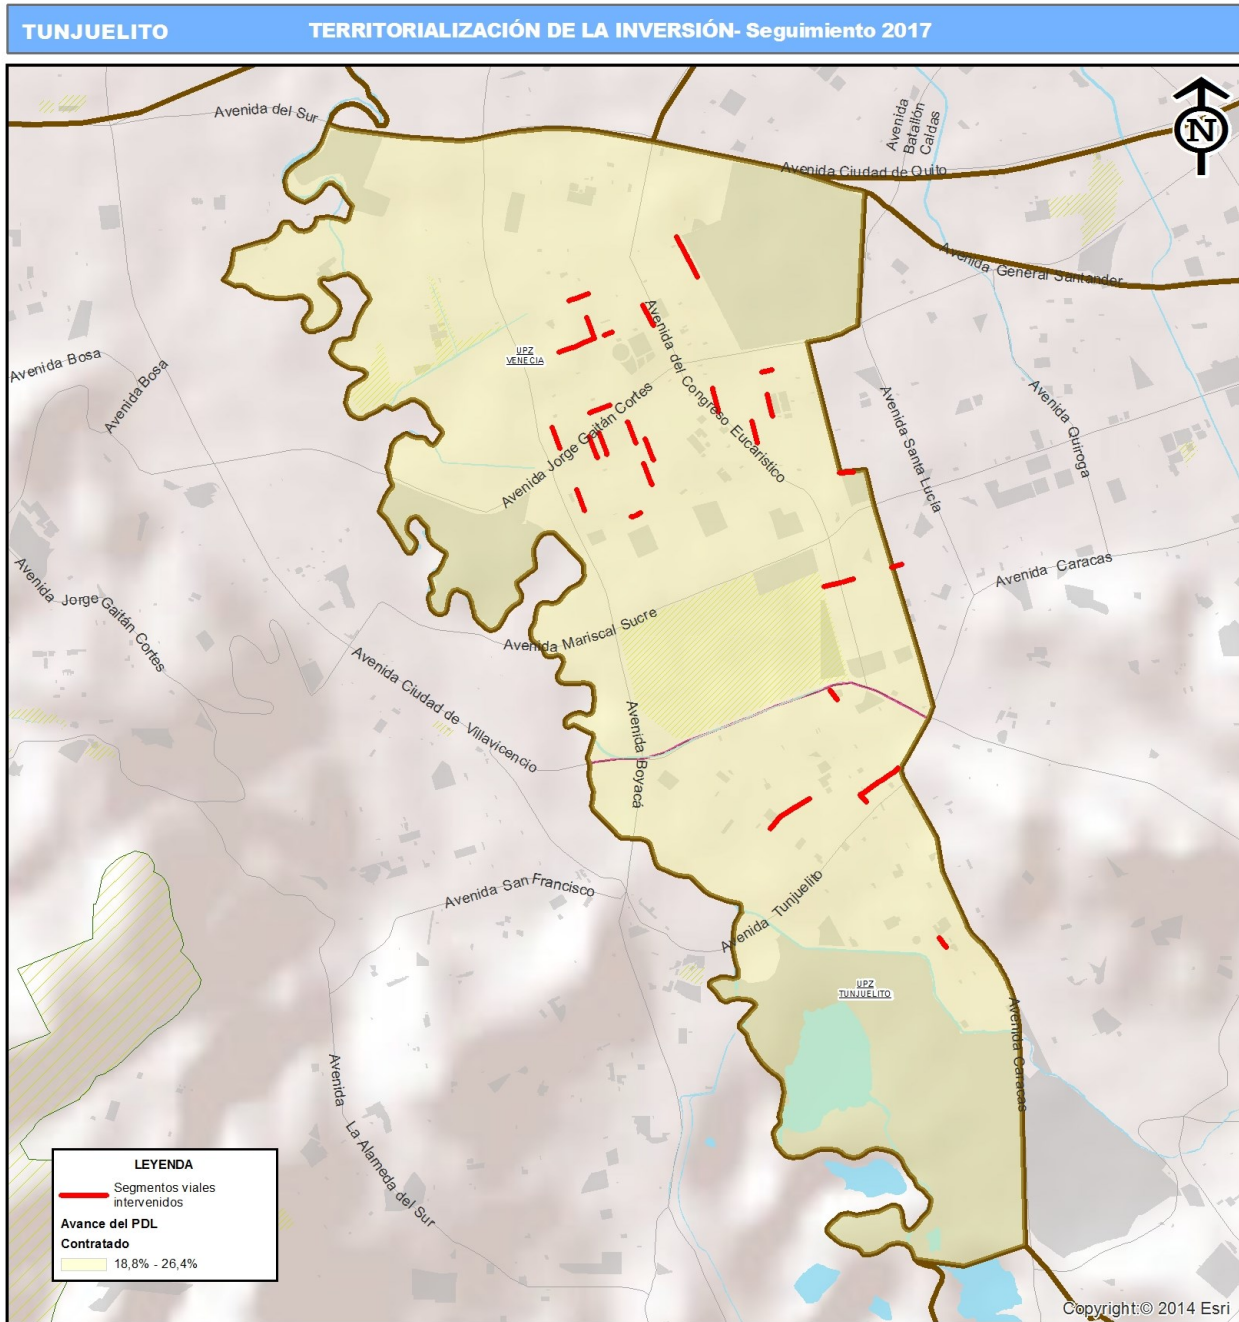 TUNJUELITO
TERRITORIALIZACIÓN DE LA INVERSIÓN- Seguimiento 2017
Avenida del Sur
Avenida
Batallón
Caldas
N
Avenida Ciudad de Quito
Avenida General Santander
Avenida Bosa
Avenida Bosa
UPZ
VENECIA
Avenida del Congreso Eucaristico
Avenida Jorge Gaitán Cortes
Avenida Santa Lucía
Avenida Quiroga
Avenida Caracas
Avenida Jorge Gaitán Cortes
Avenida Mariscal Sucre
Avenida Ciudad de Villavicencio
Avenida Boyacá
Avenida San Francisco
Avenida Tunjuelito
UPZ
TUNJUELITO
Avenida Caracas
Avenida La Alameda del Sur
LEYENDA
Segmentos viales
intervenidos
Avance del PDL
Contratado
18,8% - 26,4%
Copyright:© 2014 Esri